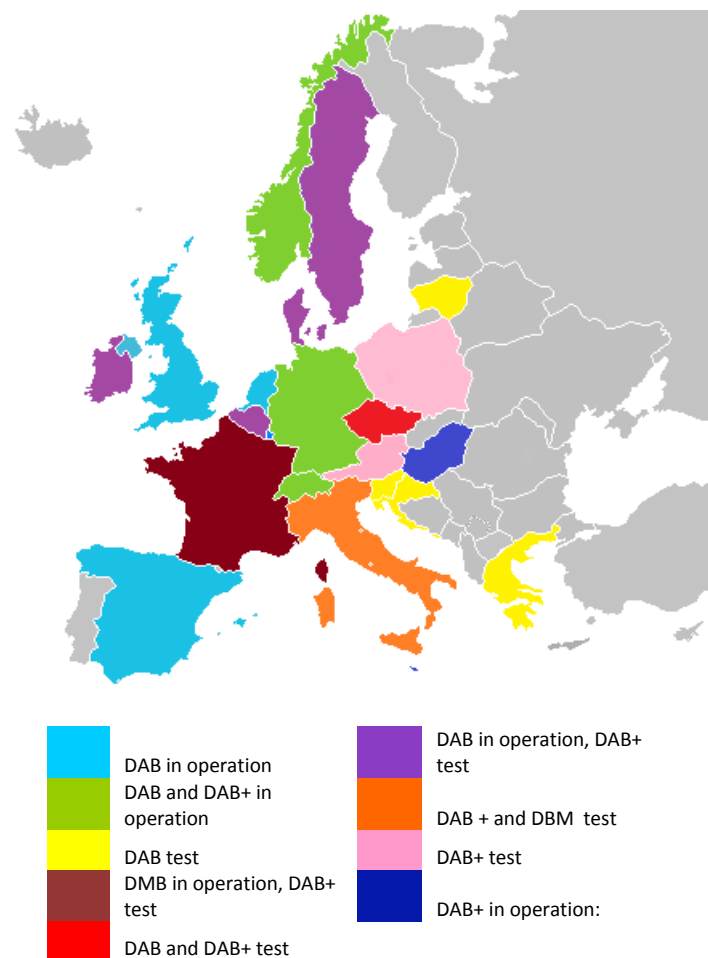 DAB in operation
DAB and DAB+ in
operation
DAB test
DMB in operation, DAB+
test
DAB and DAB+ test
DAB in operation, DAB+
test
DAB + and DBM  test
DAB+ test
DAB+ in operation: